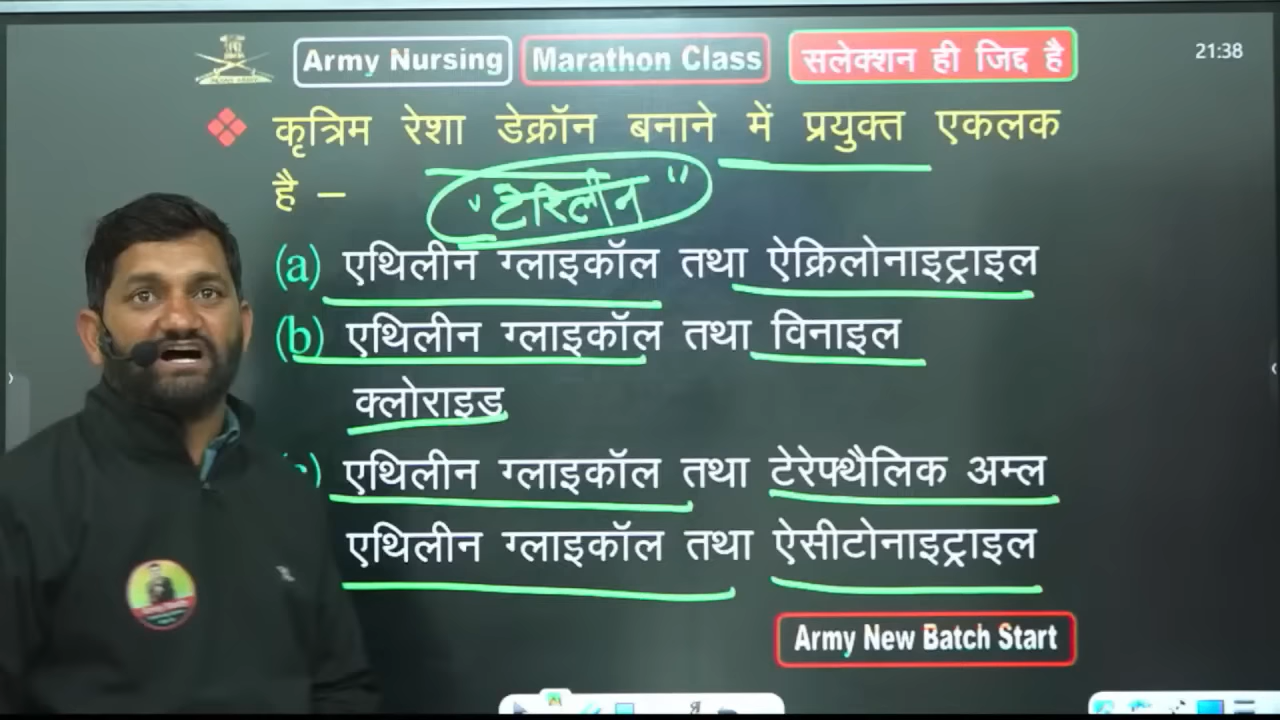 Army Nursing Marathon Class सलेक्शन ही जिद्द है 21:38
कृत्रिम रेशा डेक्रॉन बनाने में प्रयुक्त एकलक
है –
"टेरिलीन"
(a) एथिलीन ग्लाइकॉल तथा ऐक्रिलोनाइट्राइल
(b) एथिलीन ग्लाइकॉल तथा विनाइल
क्लोराइड
एथिलीन ग्लाइकॉल तथा टेरेफ्थैलिक अम्ल
एथिलीन ग्लाइकॉल तथा ऐसीटोनाइट्राइल
Army New Batch Start